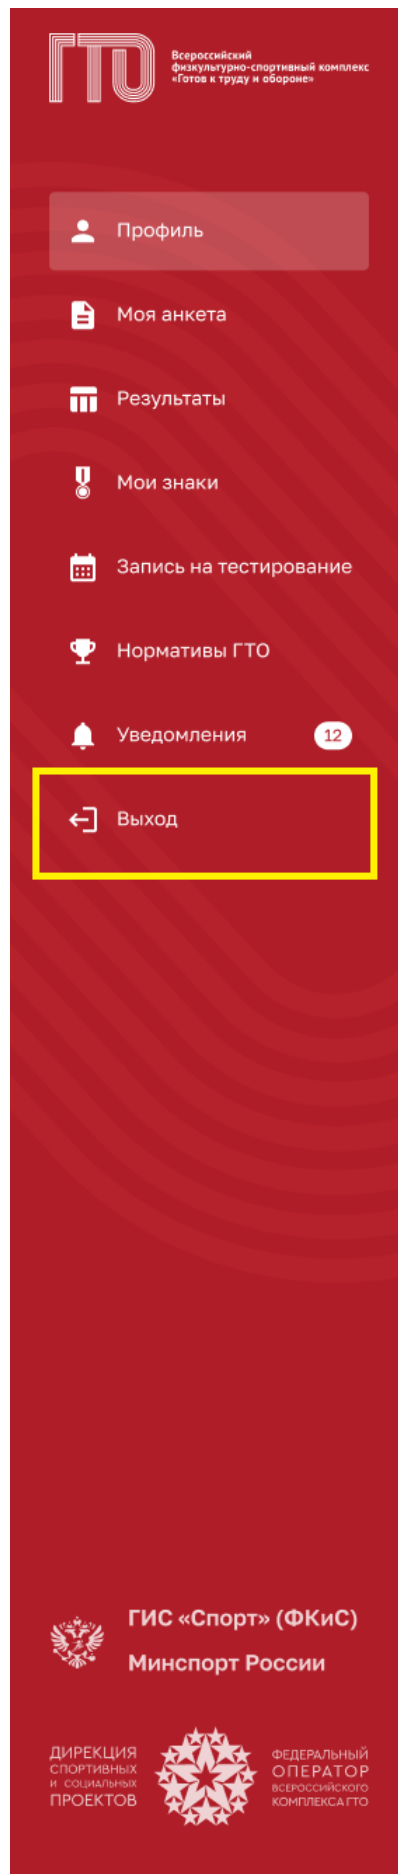 ГТО
Всероссийский
физкультурно-спортивный комплекс
«Готов к труду и обороне»
Профиль
Моя анкета
Результаты
Мои знаки
Запись на тестирование
Нормативы ГТО
Уведомления 12
Выход
ГИС «Спорт» (ФКиС)
Минспорт России
ДИРЕКЦИЯ
СПОРТИВНЫХ
И СОЦИАЛЬНЫХ
ПРОЕКТОВ
ФЕДЕРАЛЬНЫЙ
ОПЕРАТОР
ВСЕРОССИЙСКОГО
КОМПЛЕКСА ГТО